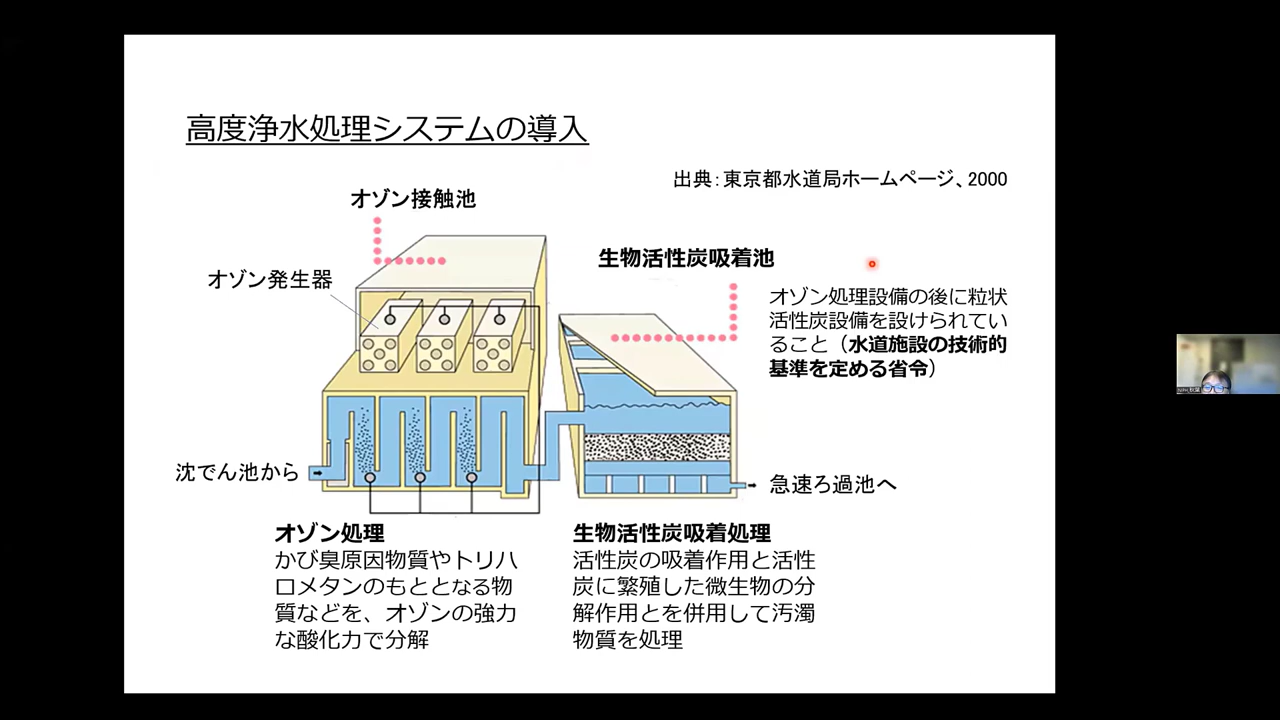 高度浄水処理システムの導入
出典：東京都水道局ホームページ、2000
オゾン接触池
生物活性炭吸着池
オゾン発生器
オゾン処理設備の後に粒状
活性炭設備を設けられてい
ること（水道施設の技術的
基準を定める省令）
沈でん池から
急速ろ過池へ
オゾン処理
かび臭原因物質やトリハ
ロメタンのもととなる物
質などを、オゾンの強力
な酸化力で分解
生物活性炭吸着処理
活性炭の吸着作用と活性
炭に繁殖した微生物の分
解作用とを併用して汚濁
物質を処理